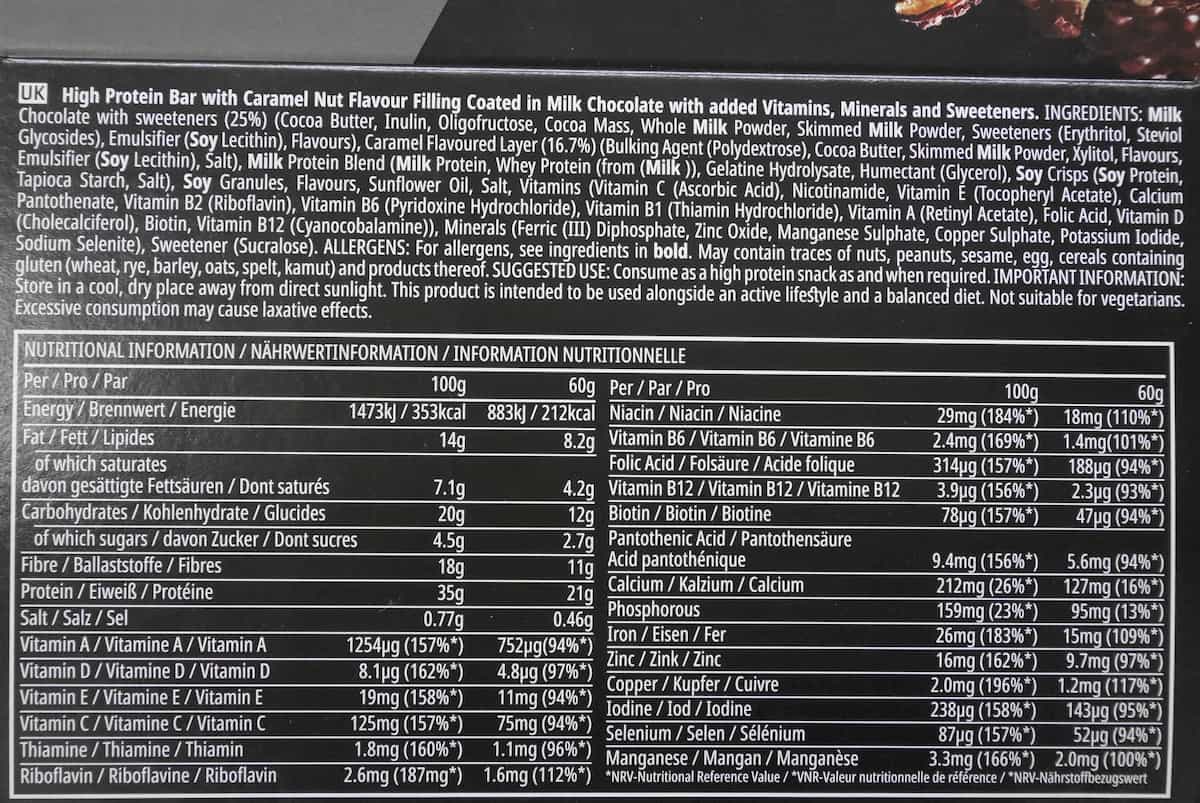 UK High Protein Bar with Caramel Nut Flavour Filling Coated in Milk Chocolate with added Vitamins, Minerals and Sweeteners. INGREDIENTS: Milk
Chocolate with sweeteners (25%) (Cocoa Butter, Inulin, Oligofructose, Cocoa Mass, Whole Milk Powder, Skimmed Milk Powder, Sweeteners (Erythritol, Steviol
Glycosides), Emulsifier (Soy Lecithin), Flavours), Caramel Flavoured Layer (16.7%) (Bulking Agent (Polydextrose), Cocoa Butter, Skimmed Milk Powder, Xylitol, Flavours,
Emulsifier (Soy Lecithin), Salt), Milk Protein Blend (Milk Protein, Whey Protein (from (Milk )), Gelatine Hydrolysate, Humectant (Glycerol), Soy Crisps (Soy Protein,
Tapioca Starch, Salt), Soy Granules, Flavours, Sunflower Oil, Salt, Vitamins (Vitamin C (Ascorbic Acid), Nicotinamide, Vitamin E (Tocopheryl Acetate), Calcium
Pantothenate, Vitamin B2 (Riboflavin), Vitamin B6 (Pyridoxine Hydrochloride), Vitamin B1 (Thiamin Hydrochloride), Vitamin A (Retinyl Acetate), Folic Acid, Vitamin D
(Cholecalciferol), Biotin, Vitamin B12 (Cyanocobalamine)), Minerals (Ferric (III) Diphosphate, Zinc Oxide, Manganese Sulphate, Copper Sulphate, Potassium Iodide,
Sodium Selenite), Sweetener (Sucralose). ALLERGENS: For allergens, see ingredients in bold. May contain traces of nuts, peanuts, sesame, egg, cereals containing
gluten (wheat, rye, barley, oats, spelt, kamut) and products thereof. SUGGESTED USE: Consume as a high protein snack as and when required. IMPORTANT INFORMATION:
Store in a cool, dry place away from direct sunlight. This product is intended to be used alongside an active lifestyle and a balanced diet. Not suitable for vegetarians.
Excessive consumption may cause laxative effects.
NUTRITIONAL INFORMATION / NÄHRWERTINFORMATION / INFORMATION NUTRITIONNELLE
Per / Pro / Par 100g 60g
Energy / Brennwert / Energie 1473kJ / 353kcal 883kJ / 212kcal
Fat / Fett / Lipides 14g 8.2g
of which saturates
davon gesättigte Fettsäuren / Dont saturés 7.1g 4.2g
Carbohydrates / Kohlenhydrate / Glucides 20g 12g
of which sugars / davon Zucker / Dont sucres 4.5g 2.7g
Fibre / Ballaststoffe / Fibres 18g 11g
Protein / Eiweiß / Protéine 35g 21g
Salt / Salz / Sel 0.77g 0.46g
Vitamin A / Vitamine A / Vitamin A 1254µg (157%*) 752µg(94%*)
Vitamin D / Vitamine D / Vitamin D 8.1µg (162%*) 4.8µg (97%*)
Vitamin E / Vitamine E / Vitamin E 19mg (158%*) 11mg (94%*)
Vitamin C / Vitamine C / Vitamin C 125mg (157%*) 75mg (94%*)
Thiamine / Thiamine / Thiamin 1.8mg (160%*) 1.1mg (96%*)
Riboflavin / Riboflavine / Riboflavin 2.6mg (187mg*) 1.6mg (112%*)
Per / Par / Pro 100g 60g
Niacin / Niacin / Niacine 29mg (184%*) 18mg (110%*)
Vitamin B6 / Vitamin B6 / Vitamine B6 2.4mg (169%*) 1.4mg(101%*)
Folic Acid / Folsäure / Acide folique 314µg (157%*) 188µg (94%*)
Vitamin B12 / Vitamin B12 / Vitamine B12 3.9µg (156%*) 2.3µg (93%*)
Biotin / Biotin / Biotine 78µg (157%*) 47µg (94%*)
Pantothenic Acid / Pantothensäure
Acid pantothénique 9.4mg (156%*) 5.6mg (94%*)
Calcium / Kalzium / Calcium 212mg (26%*) 127mg (16%*)
Phosphorous 159mg (23%*) 95mg (13%*)
Iron / Eisen / Fer 26mg (183%*) 15mg (109%*)
Zinc / Zink / Zinc 16mg (162%*) 9.7mg (97%*)
Copper / Kupfer / Cuivre 2.0mg (196%*) 1.2mg (117%*)
Iodine / Iod / Iodine 238µg (158%*) 143µg (95%*)
Selenium / Selen / Sélénium 87µg (157%*) 52µg (94%*)
Manganese / Mangan / Manganèse 3.3mg (166%*) 2.0mg (100%*)
*NRV-Nutritional Reference Value / *VNR-Valeur nutritionnelle de référence / *NRV-Nährstoffbezugswert